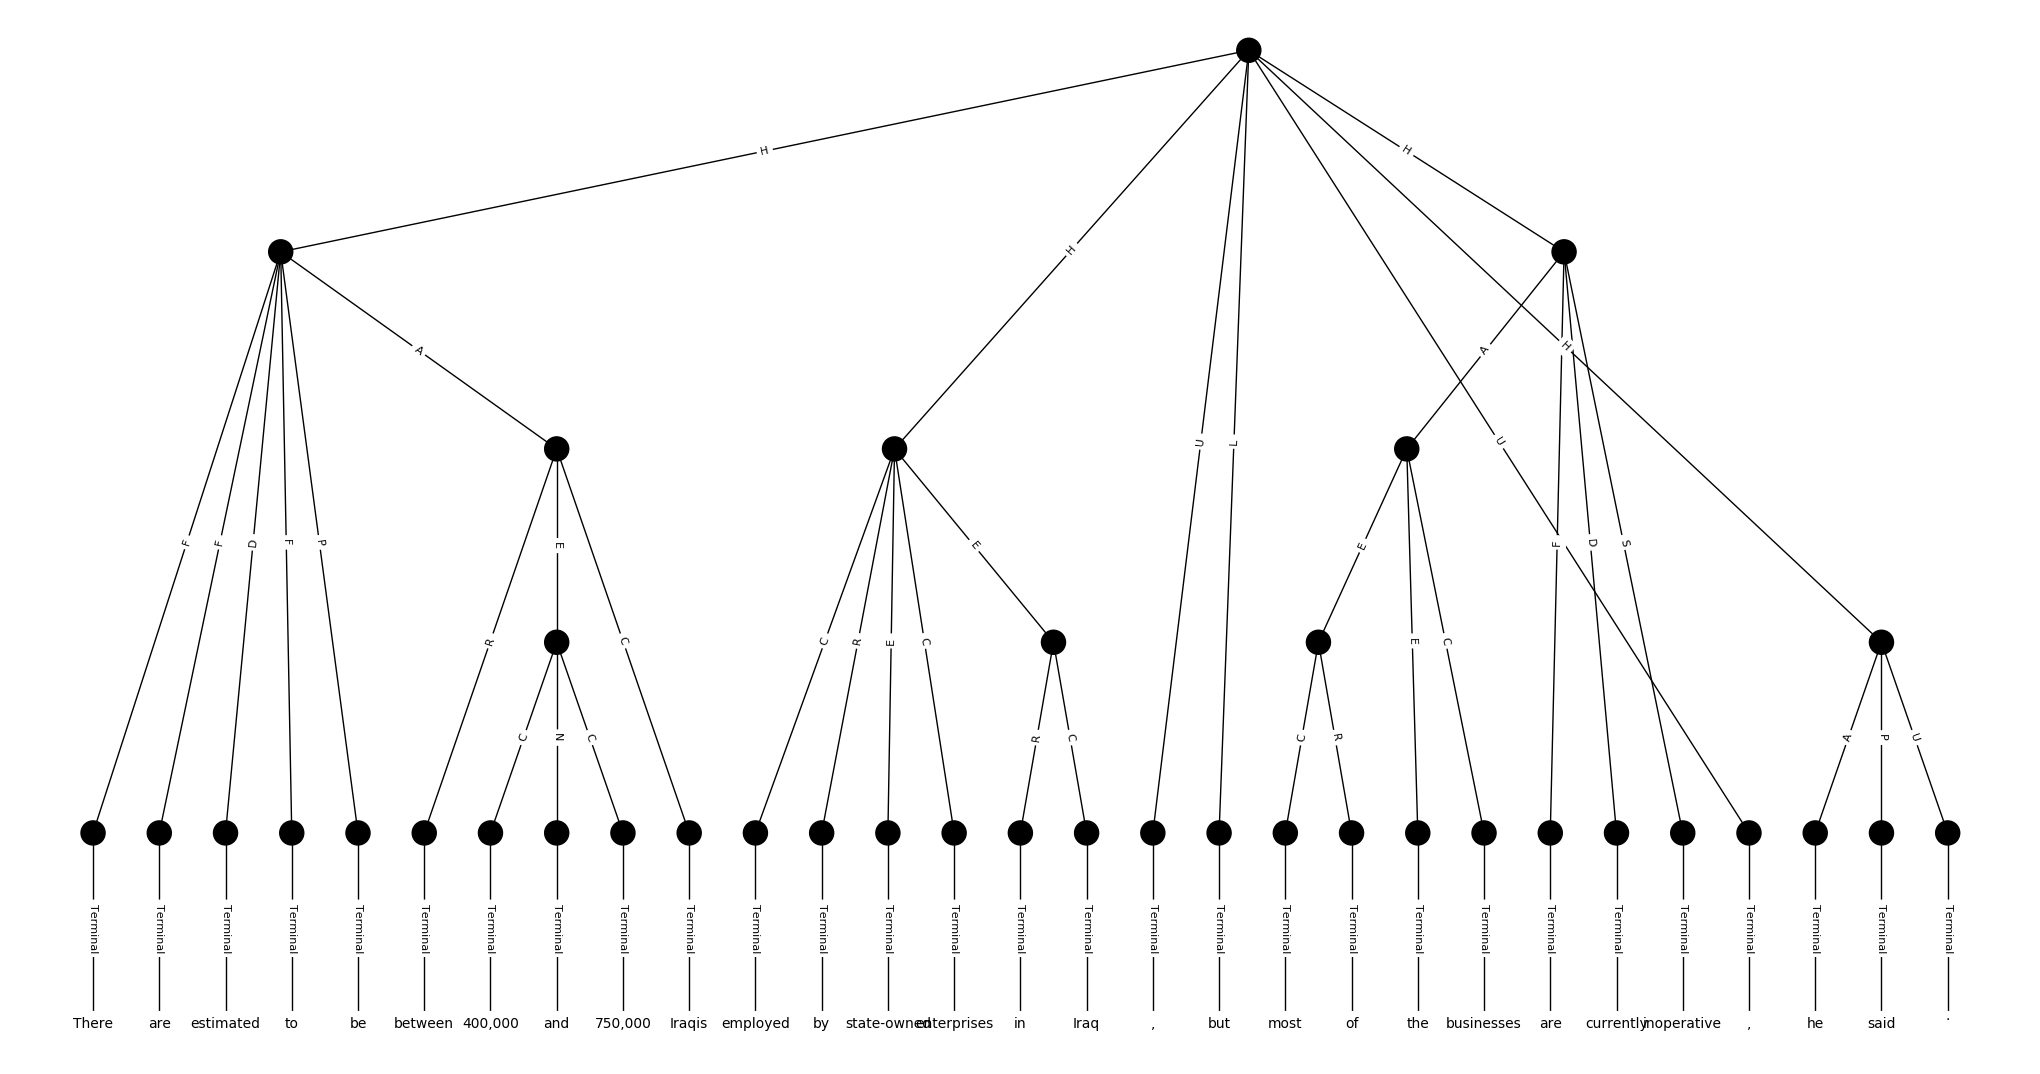 H H
H
A A H
U L U
F F D F P E E F D S
R C C R E C E E C
C N C R C C R A P U
Terminal Terminal Terminal Terminal Terminal Terminal Terminal Terminal Terminal Terminal Terminal Terminal Terminal Terminal Terminal Terminal Terminal Terminal Terminal Terminal Terminal Terminal Terminal Terminal Terminal Terminal Terminal Terminal Terminal
There are estimated to be between 400,000 and 750,000 Iraqis employed by state-owned enterprises in Iraq , but most of the businesses are currently inoperative , he said .